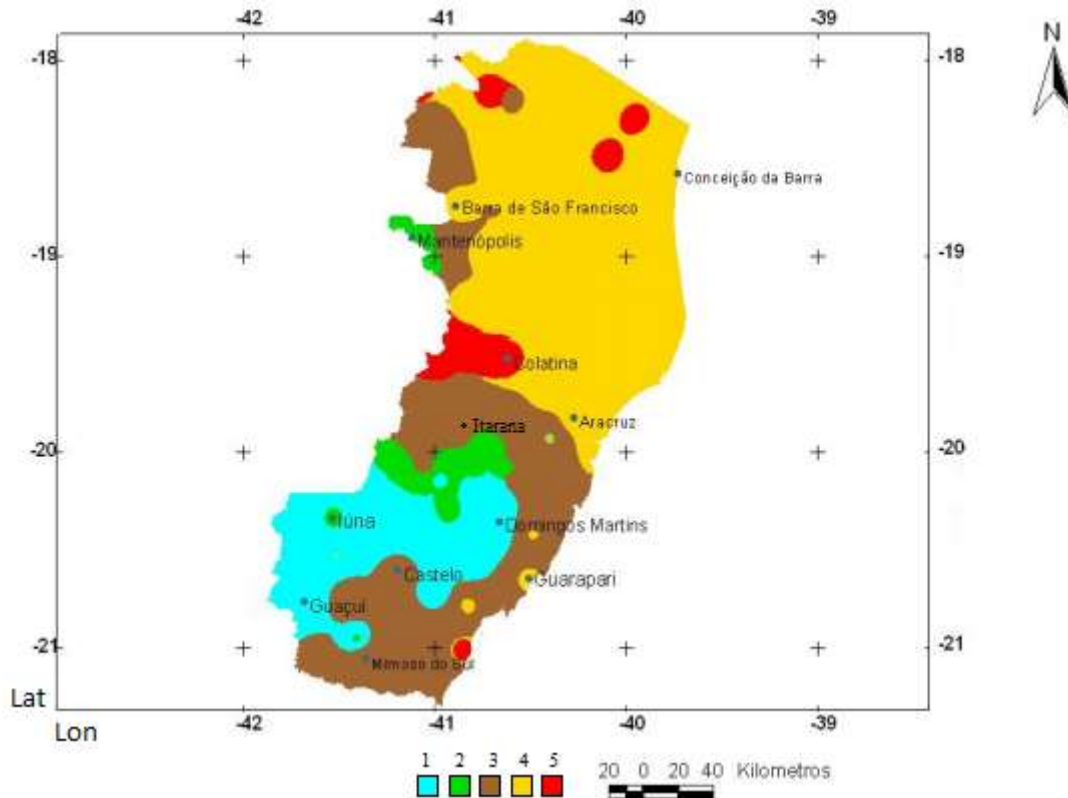 -42 -41 -40 -39
N
-18 -18
Conceição da Barra
Barra de São Francisco
Mantenópolis
-19 -19
Colatina
Itarana
Aracruz
-20 -20
Iúna
Domingos Martins
Castelo
Guarapari
Guaçuí
-21 -21
Mimoso do Sul
Lat
Lon
-42 -41 -40 -39
1 2 3 4 5
20 0 20 40 Kilometros